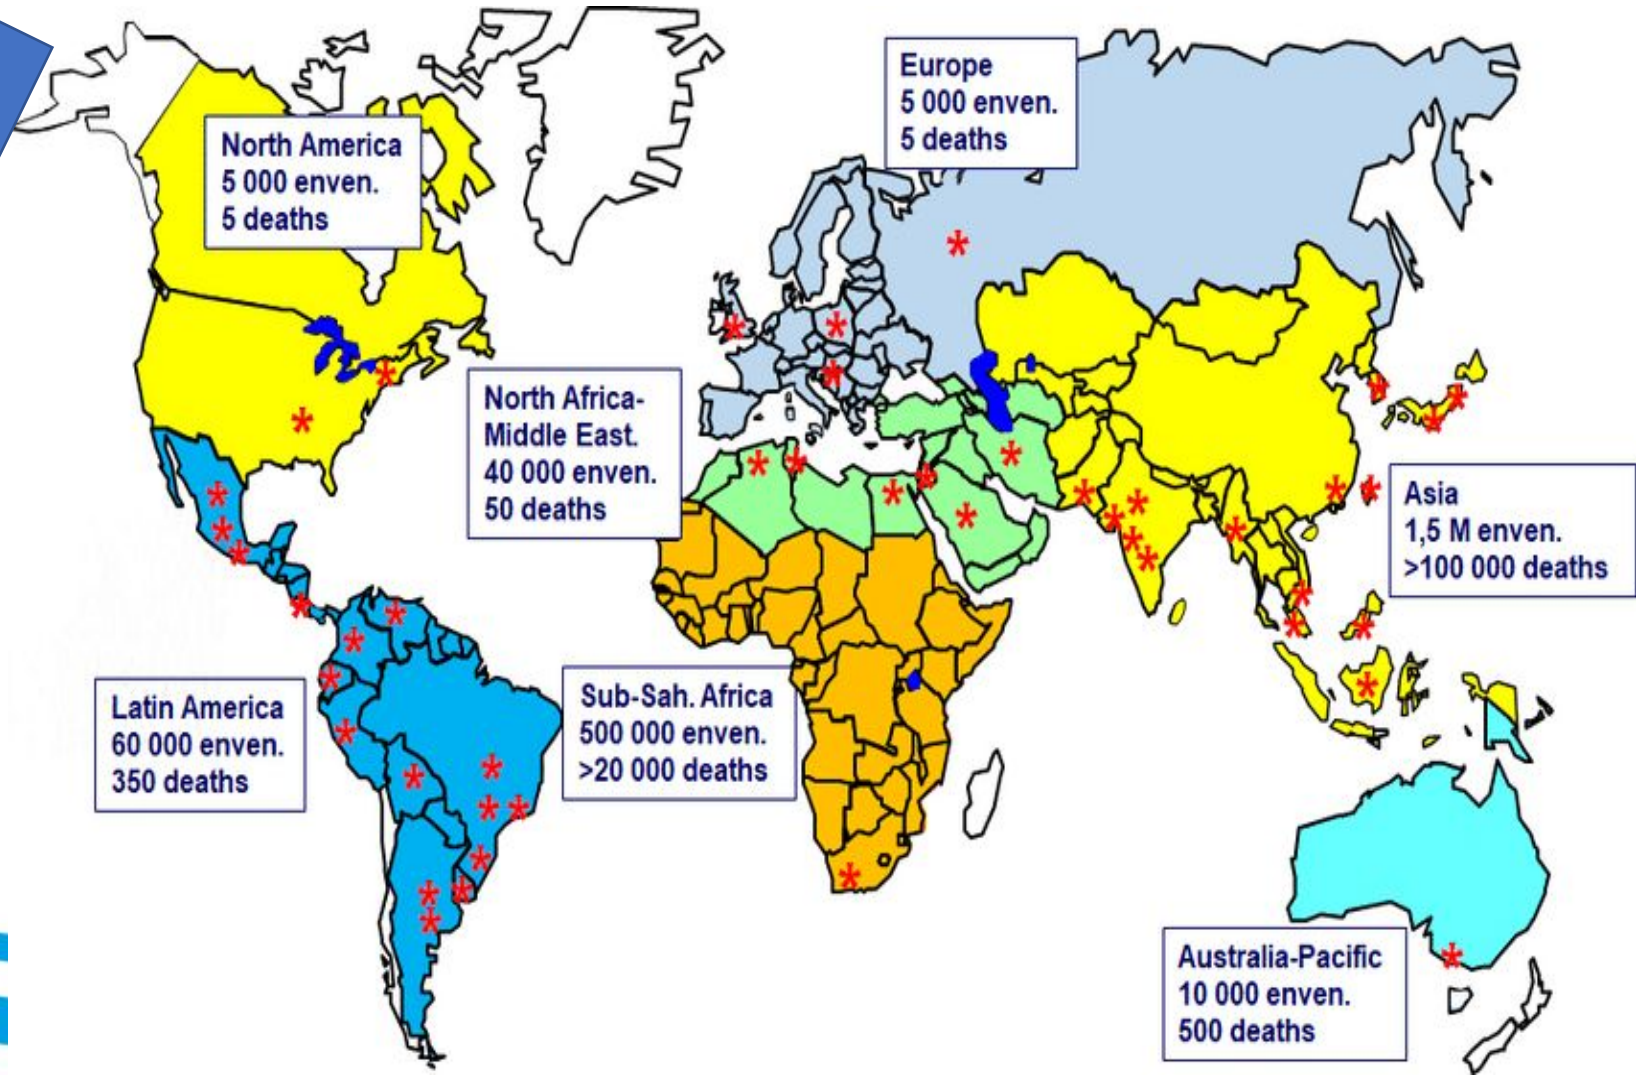 Europe
5 000 enven.
5 deaths
North America
5 000 enven.
5 deaths
North Africa-
Middle East.
40 000 enven.
50 deaths
Asia
1,5 M enven.
>100 000 deaths
Latin America
60 000 enven.
350 deaths
Sub-Sah. Africa
500 000 enven.
>20 000 deaths
Australia-Pacific
10 000 enven.
500 deaths